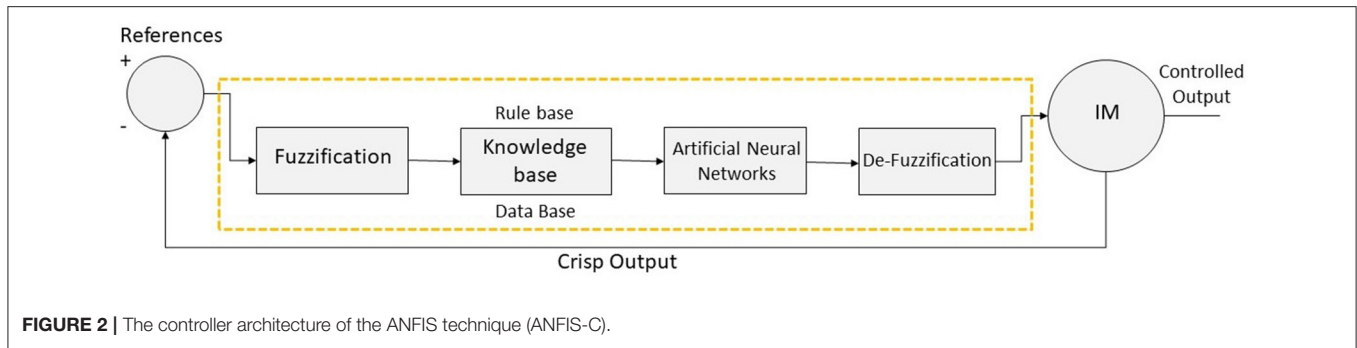 References
+
-
Fuzzification
Rule base
Knowledge
base
Data Base
Artificial Neural
Networks
De-Fuzzification
IM
Controlled
Output
Crisp Output
FIGURE 2 | The controller architecture of the ANFIS technique (ANFIS-C).